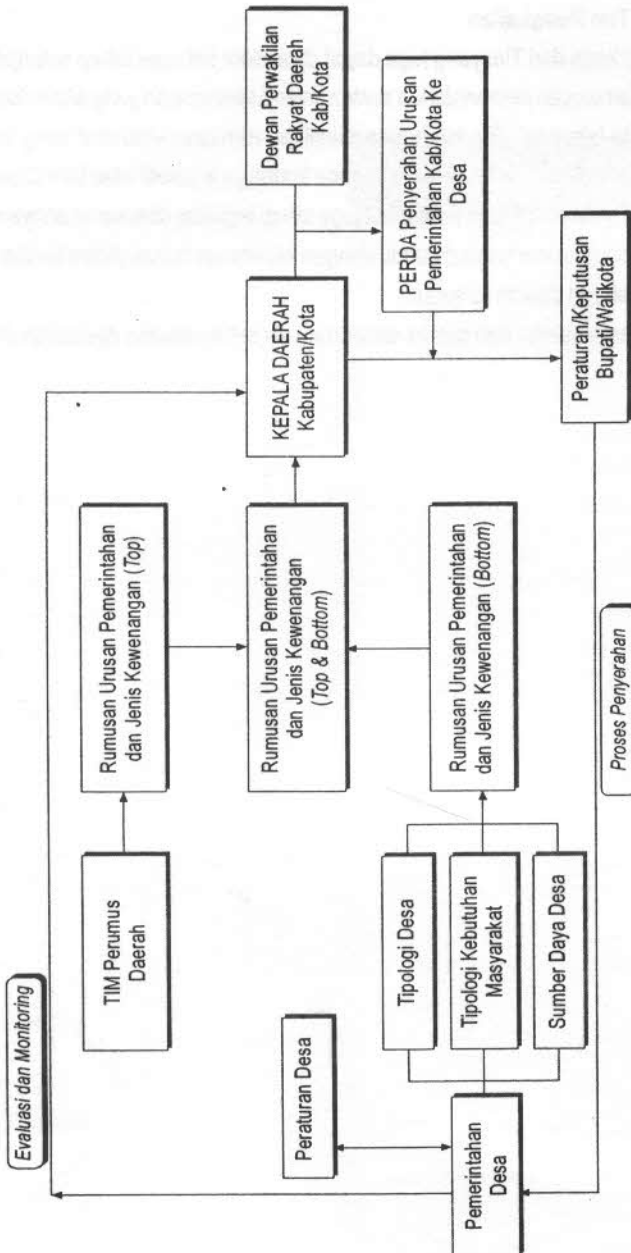 Evaluasi dan Monitoring
TIM Perumus
Daerah
Rumusan Urusan Pemerintahan
dan Jenis Kewenangan (Top)
Peraturan Desa
Rumusan Urusan Pemerintahan
dan Jenis Kewenangan
(Top & Bottom)
KEPALA DAERAH
Kabupaten/Kota
Dewan Perwakilan
Rakyat Daerah
Kab/Kota
PERDA Penyerahan Urusan
Pemerintahan Kab/Kota Ke
Desa
Pemerintahan
Desa
Tipologi Desa
Tipologi Kebutuhan
Masyarakat
Sumber Daya Desa
Rumusan Urusan Pemerintahan
dan Jenis Kewenangan (Bottom)
Peraturan/Keputusan
Bupati/Walikota
Proses Penyerahan